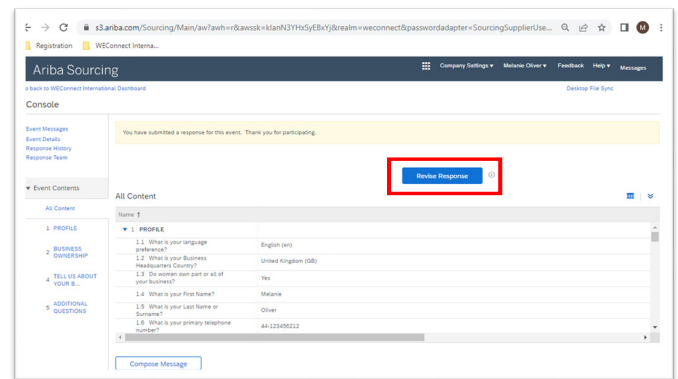 s3.ariba.com/Sourcing/Main/aw?awh=r&awssk=klanN3YHxSyEBxYj&realm=weconnect&passwordadapter=SourcingSupplierUse...
M
Registration WEConnect Interna...
Ariba Sourcing
Company Settings ▾ Melanie Oliver ▾ Feedback Help ▾ Messages
o back to WEConnect International Dashboard
Desktop File Sync
Console
Event Messages
Event Details
Response History
Response Team
You have submitted a response for this event. Thank you for participating.
Revise Response
▾ Event Contents
All Content
1 PROFILE
2 BUSINESS
OWNERSHIP
4 TELL US ABOUT
YOUR B...
5 ADDITIONAL
QUESTIONS
All Content
Name ↑
▼ 1 PROFILE
1.1 What is your language
preference?
English (en)
1.2 What is your Business
Headquarters Country?
United Kingdom (GB)
1.3 Do women own part or all of
your business?
Yes
1.4 What is your First Name?
Melanie
1.5 What is your Last Name or
Surname?
Oliver
1.6 What is your primary telephone
number?
44-123456212
Compose Message